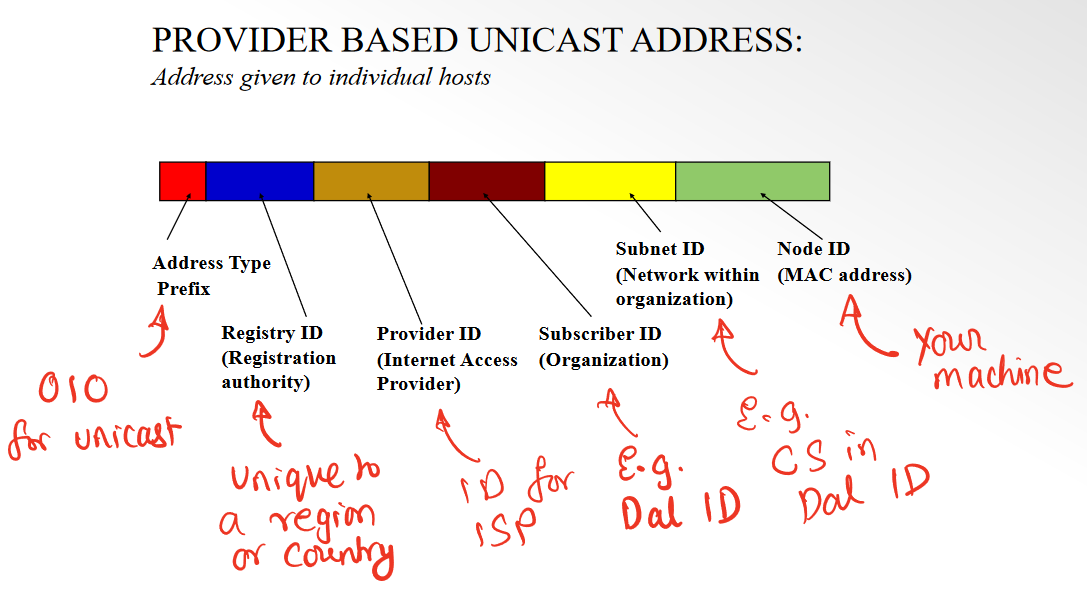 PROVIDER BASED UNICAST ADDRESS:
Address given to individual hosts
Address Type
Prefix
Registry ID
(Registration
authority)
Provider ID
(Internet Access
Provider)
Subscriber ID
(Organization)
Subnet ID
(Network within
organization)
Node ID
(MAC address)
010
for unicast
Unique to
a region
or Country
ID for
ISP
E.g.
Dal ID
E.g.
CS in
Dal ID
Your
machine